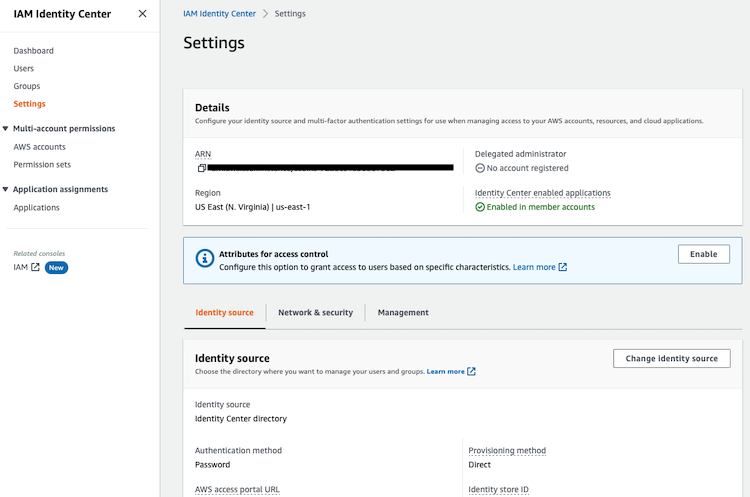 IAM Identity Center
Dashboard
Users
Groups
Settings
Multi-account permissions
AWS accounts
Permission sets
Application assignments
Applications
Related consoles
IAM New
IAM Identity Center > Settings
Settings
Details
Configure your identity source and multi-factor authentication settings for use when managing access to your AWS accounts, resources, and cloud applications.
ARN
Delegated administrator
No account registered
Region
US East (N. Virginia) | us-east-1
Identity Center enabled applications
Enabled in member accounts
Attributes for access control
Configure this option to grant access to users based on specific characteristics. Learn more
Enable
Identity source
Network & security
Management
Identity source
Choose the directory where you want to manage your users and groups. Learn more
Change identity source
Identity source
Identity Center directory
Authentication method
Password
Provisioning method
Direct
AWS access portal URL
Identity store ID